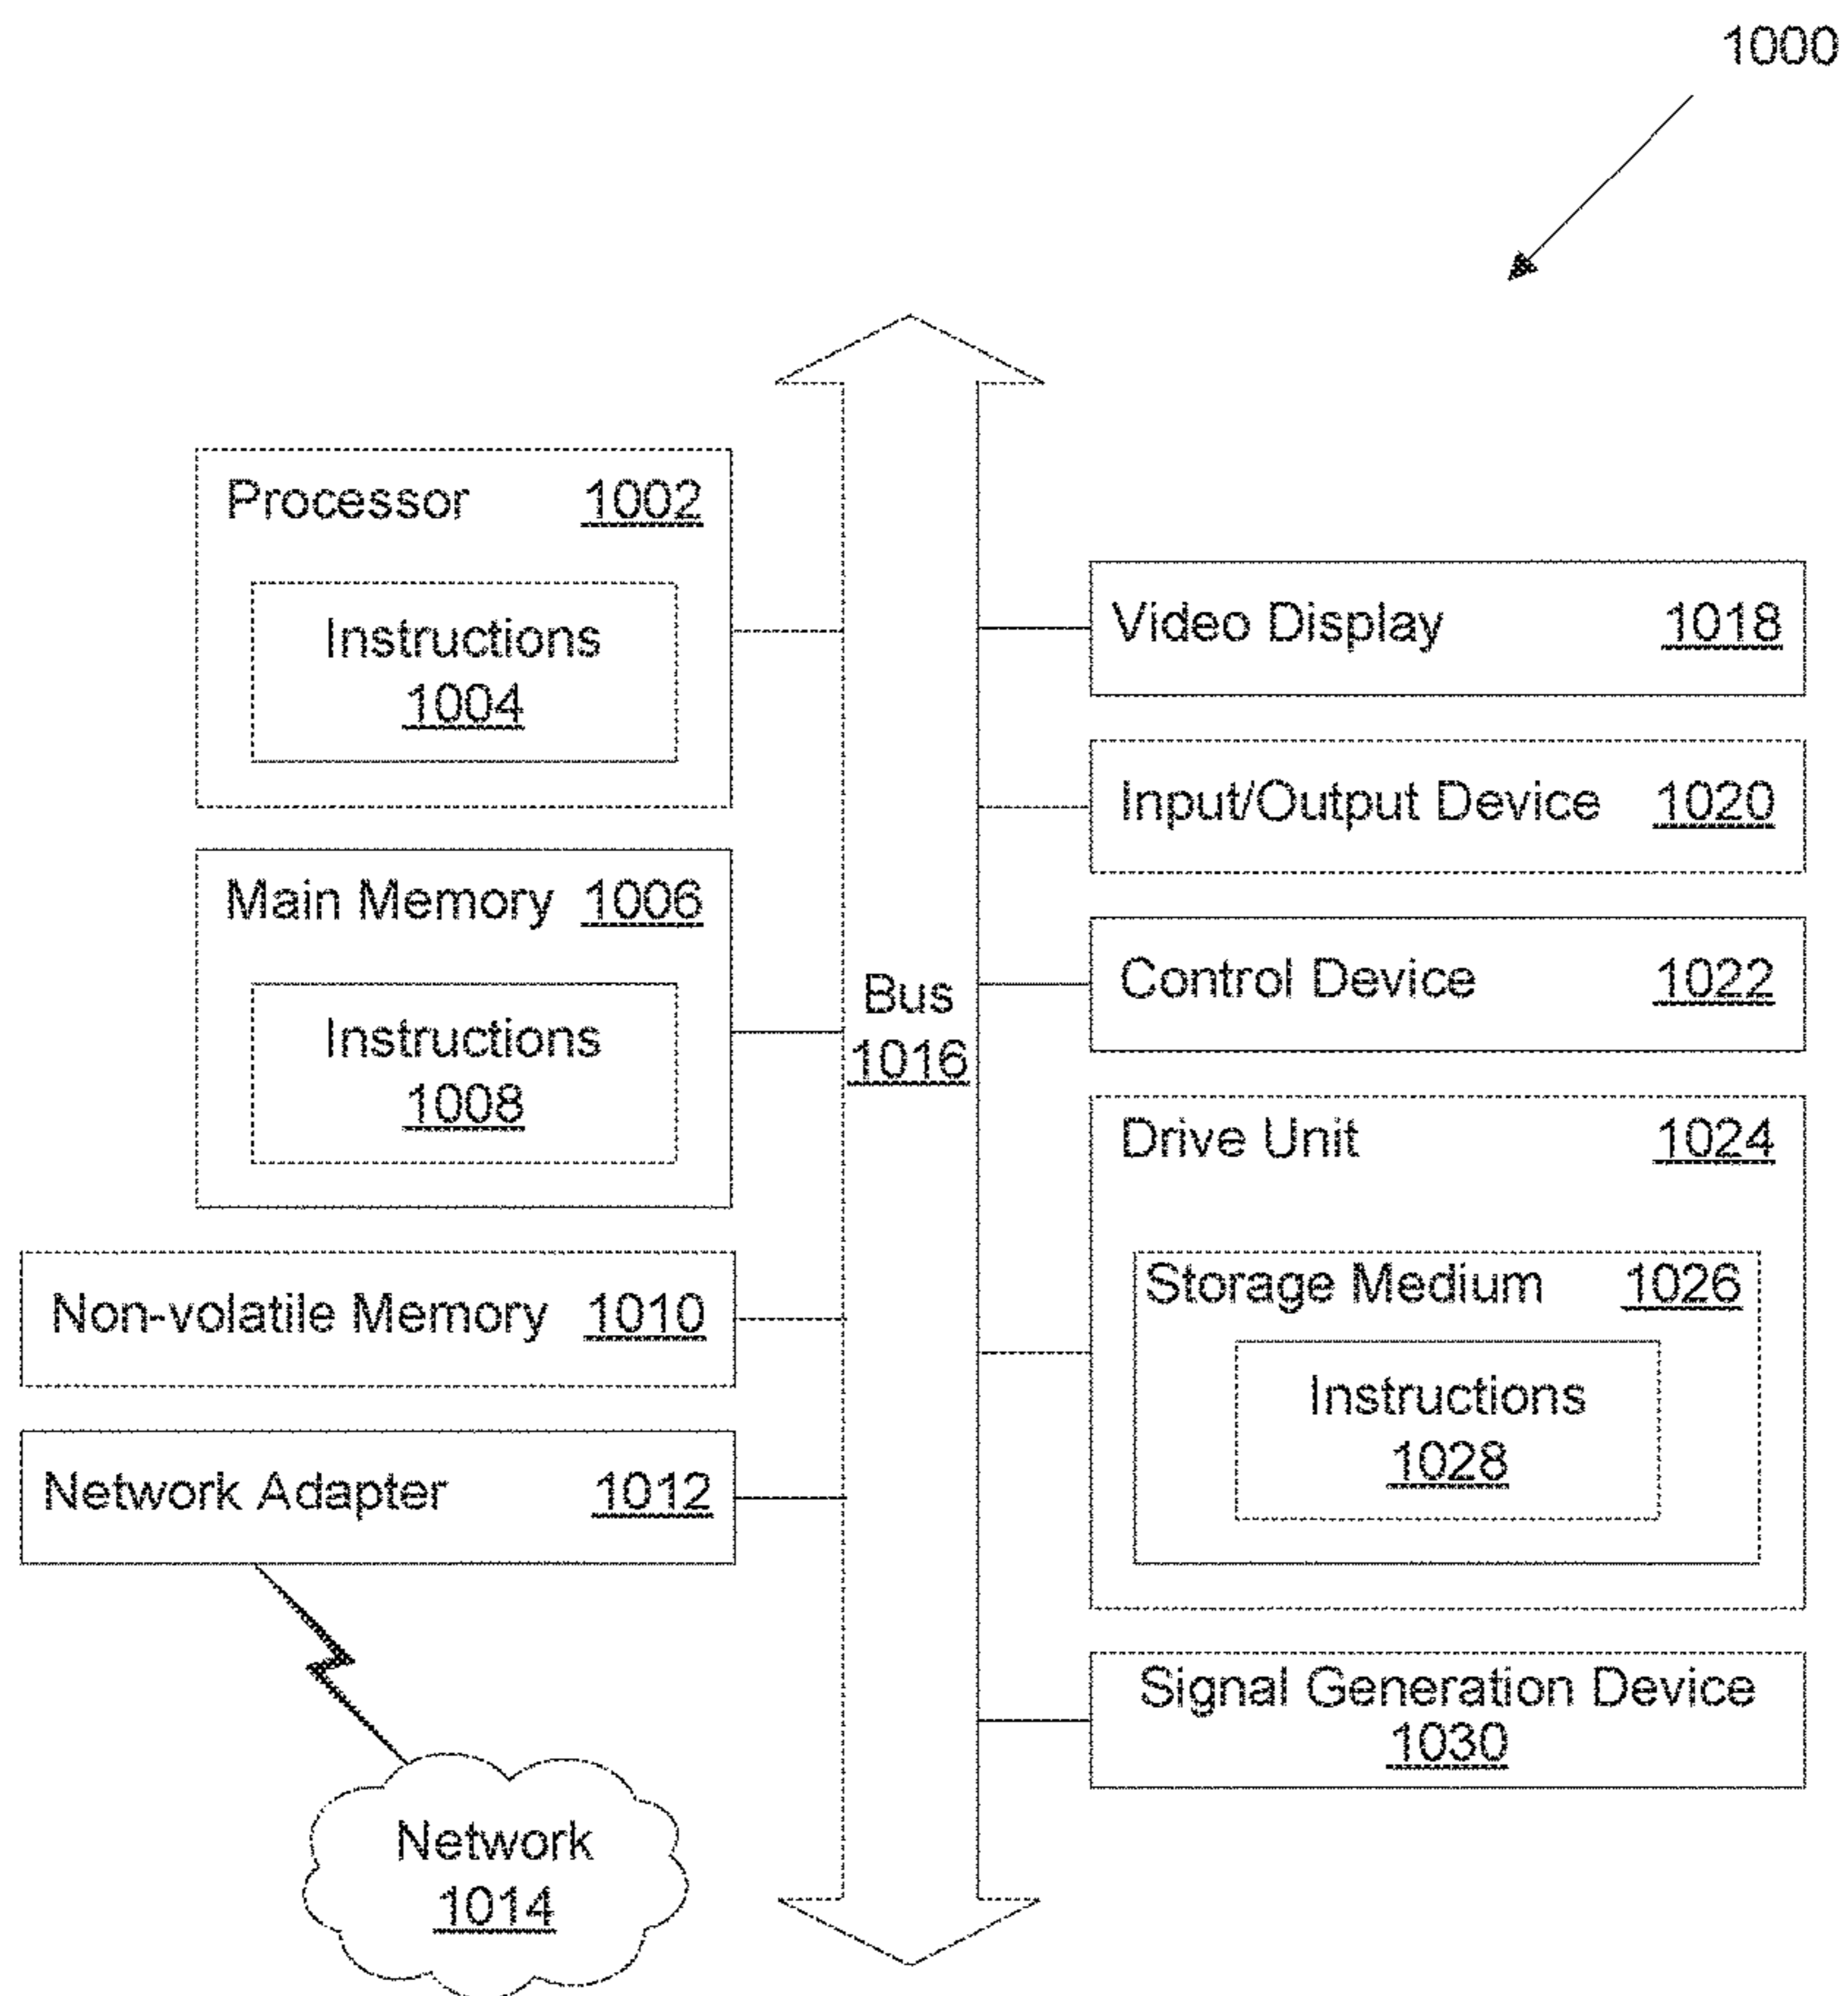 1000
Processor 1002
Instructions
1004
Main Memory 1006
Instructions
1008
Non-volatile Memory 1010
Network Adapter 1012
Network
1014
Bus
1016
Video Display 1018
Input/Output Device 1020
Control Device 1022
Drive Unit 1024
Storage Medium 1026
Instructions
1028
Signal Generation Device
1030